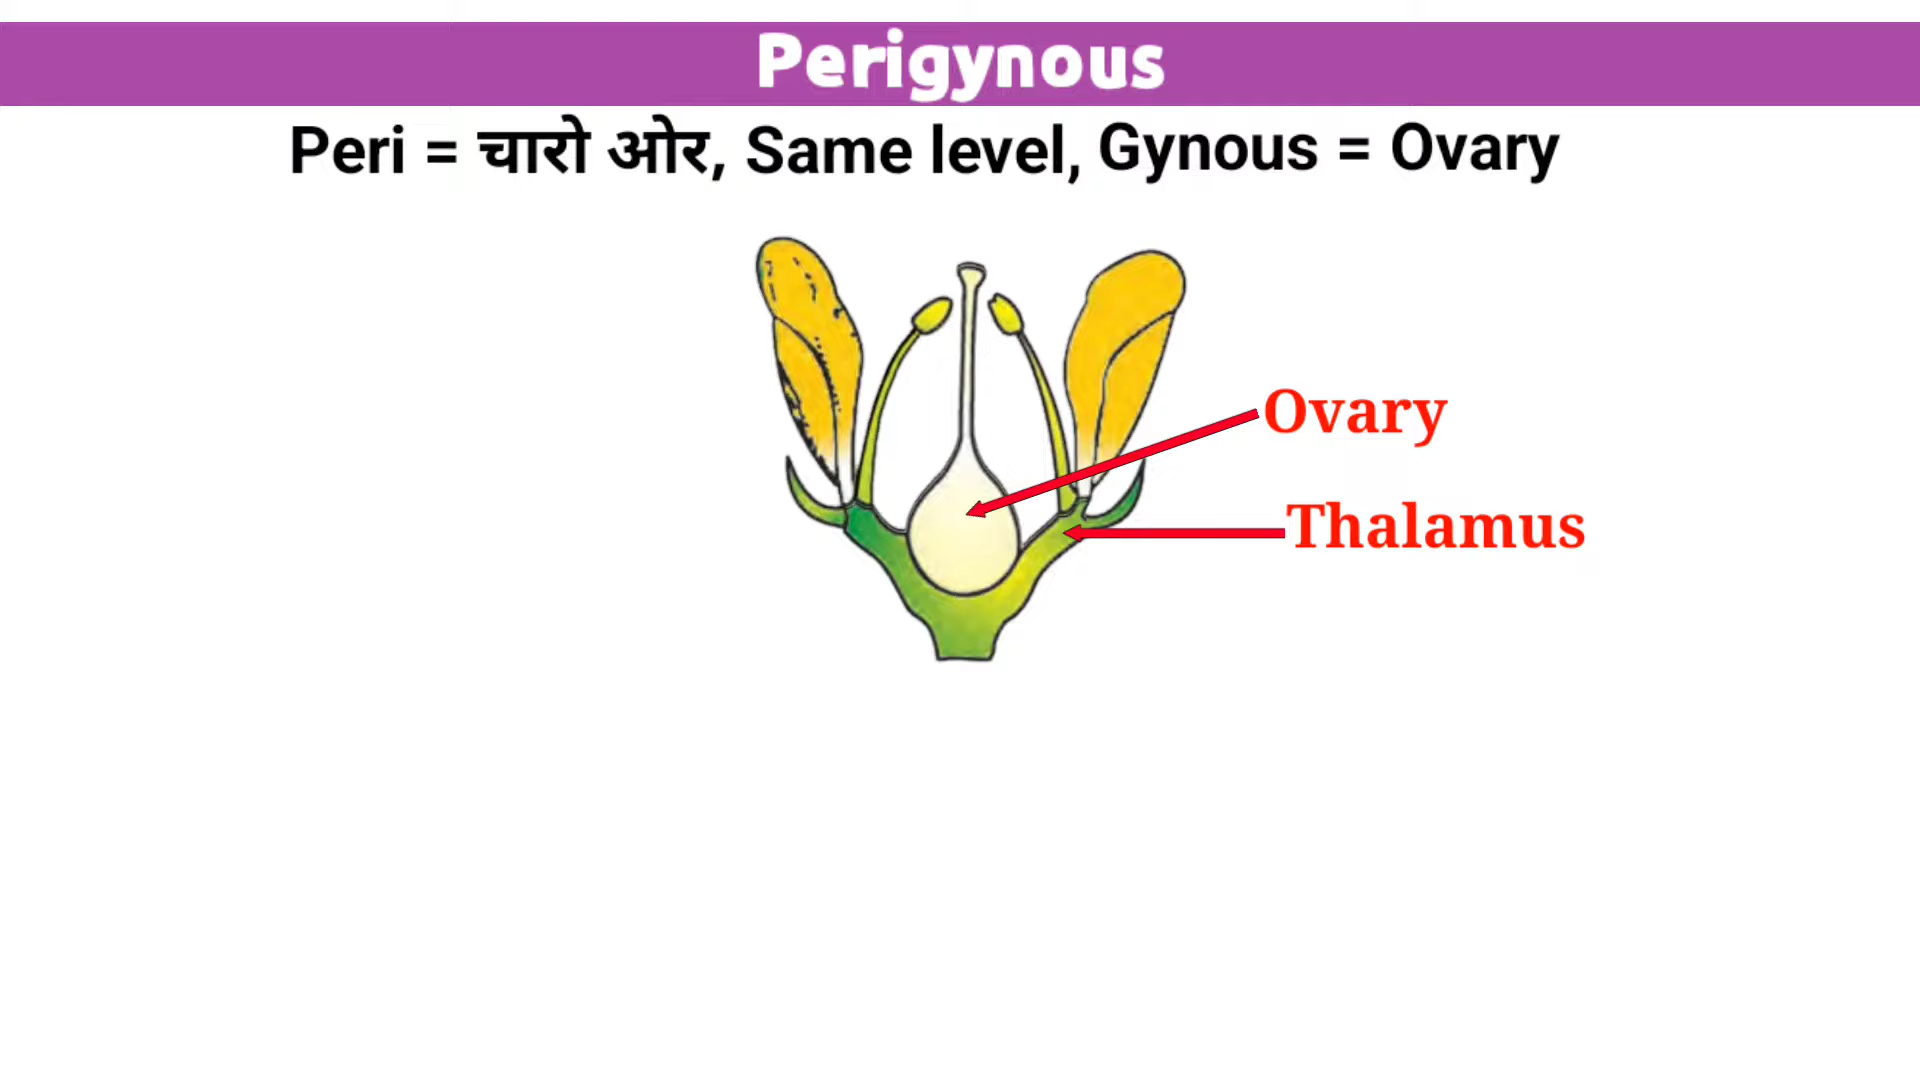 Perigynous
Peri = चारो ओर, Same level, Gynous = Ovary
Ovary
Thalamus